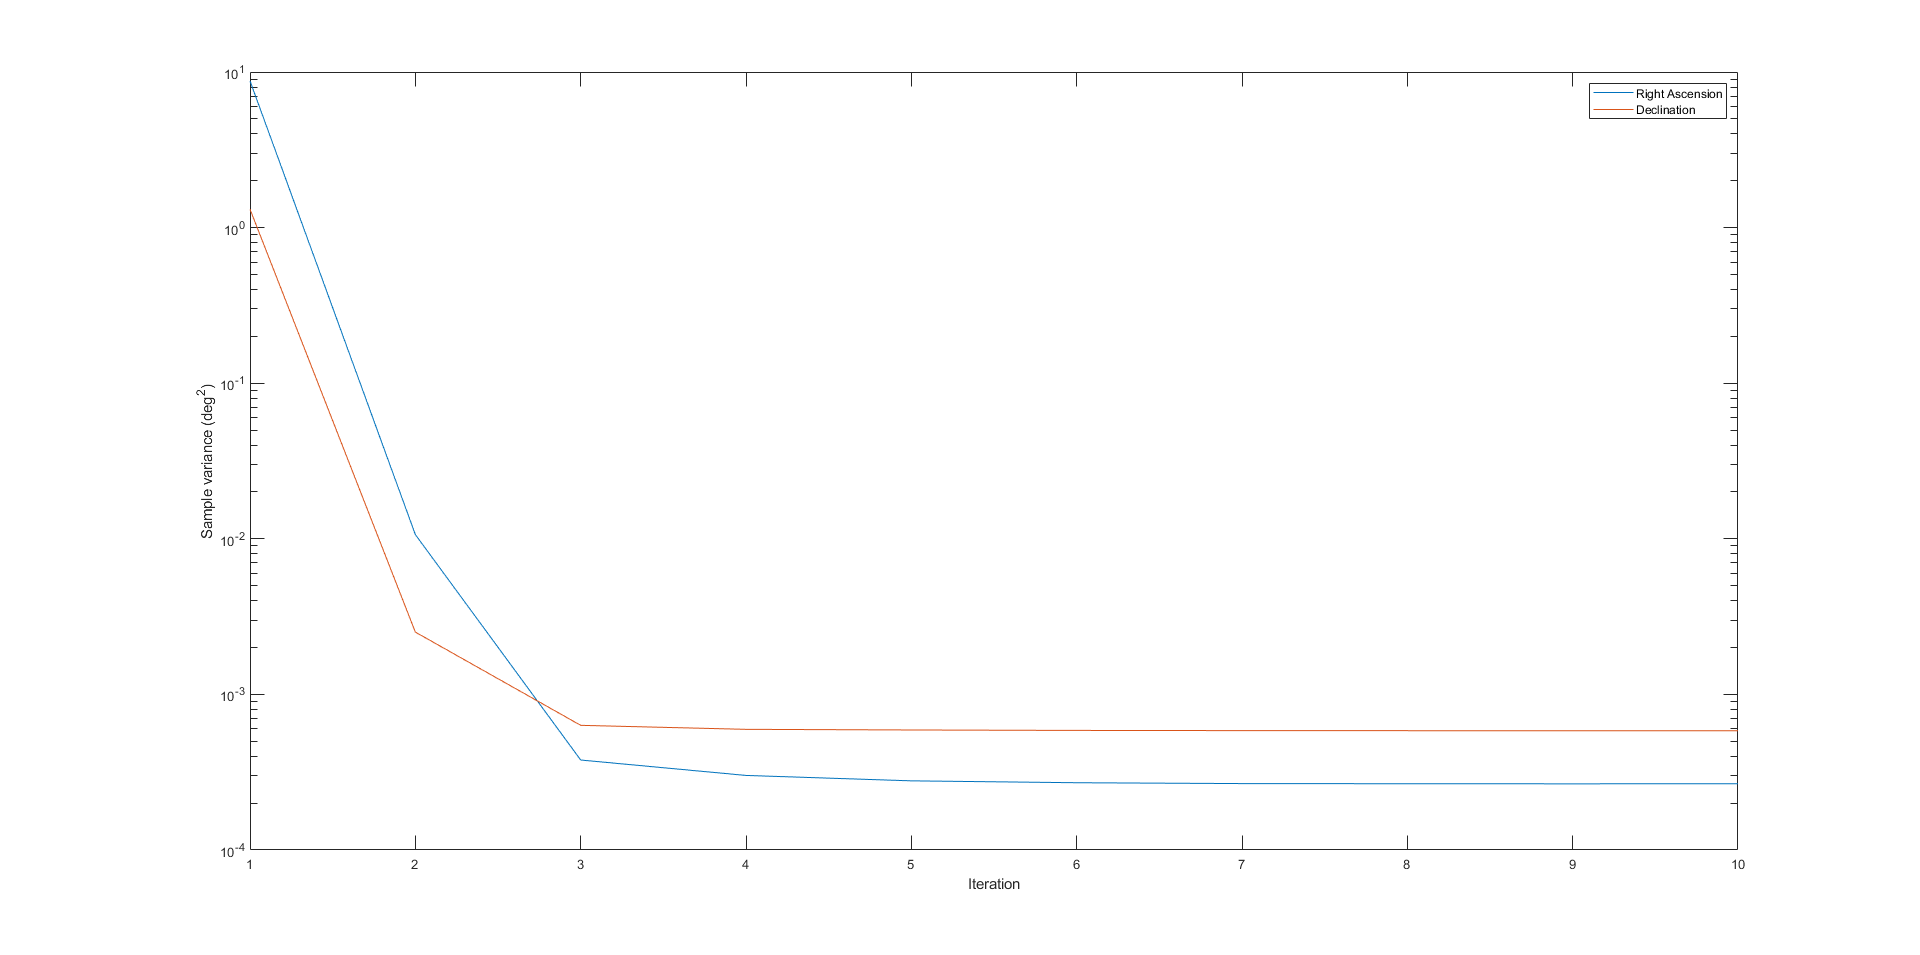 Right Ascension
Declination
10^1
10^0
10^-1
10^-2
10^-3
10^-4
Sample variance (deg^2)
1 2 3 4 5 6 7 8 9 10
Iteration